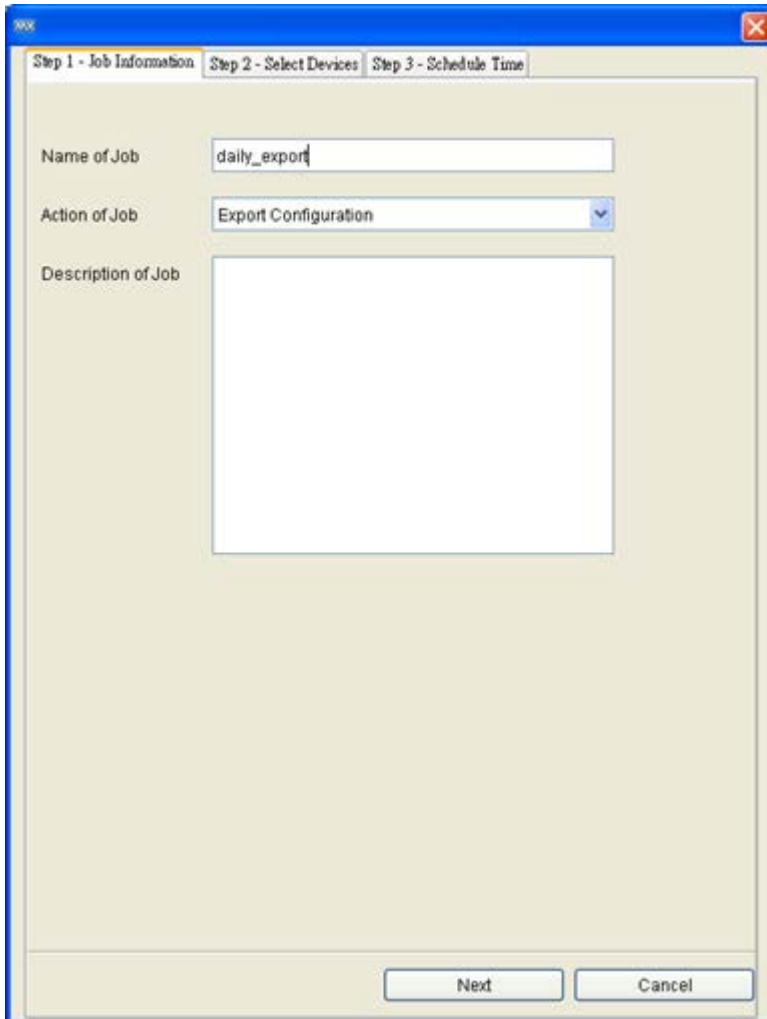 Step 1 - Job Information Step 2 - Select Devices Step 3 - Schedule Time
Name of Job daily_export
Action of Job Export Configuration
Description of Job
Next Cancel